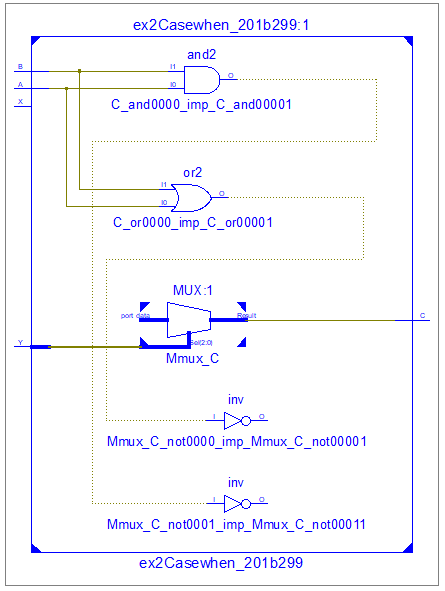 ex2Casewhen_201b299:1
and2
B
I1
O
A
I0
X
C_and0000_imp_C_and00001
or2
I1
O
I0
C_or0000_imp_C_or00001
MUX:1
port data
Result
C
Y
Sel(2:0)
Mmux_C
inv
I
O
Mmux_C_not0000_imp_Mmux_C_not00001
inv
I
O
Mmux_C_not0001_imp_Mmux_C_not00011
ex2Casewhen_201b299